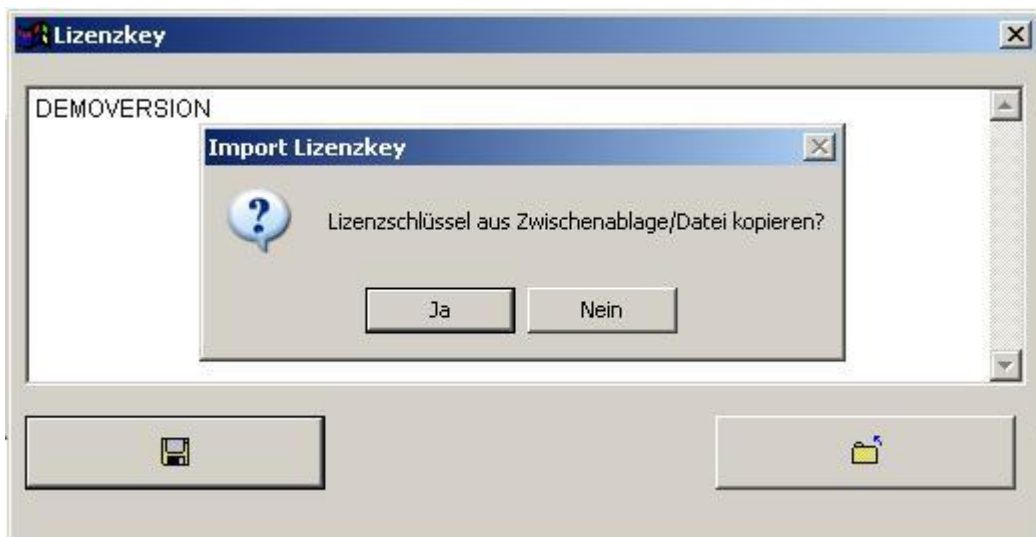 Lizenzkey
DEMOVERSION
Import Lizenzkey
Lizenzschlüssel aus Zwischenablage/Datei kopieren?
Ja
Nein